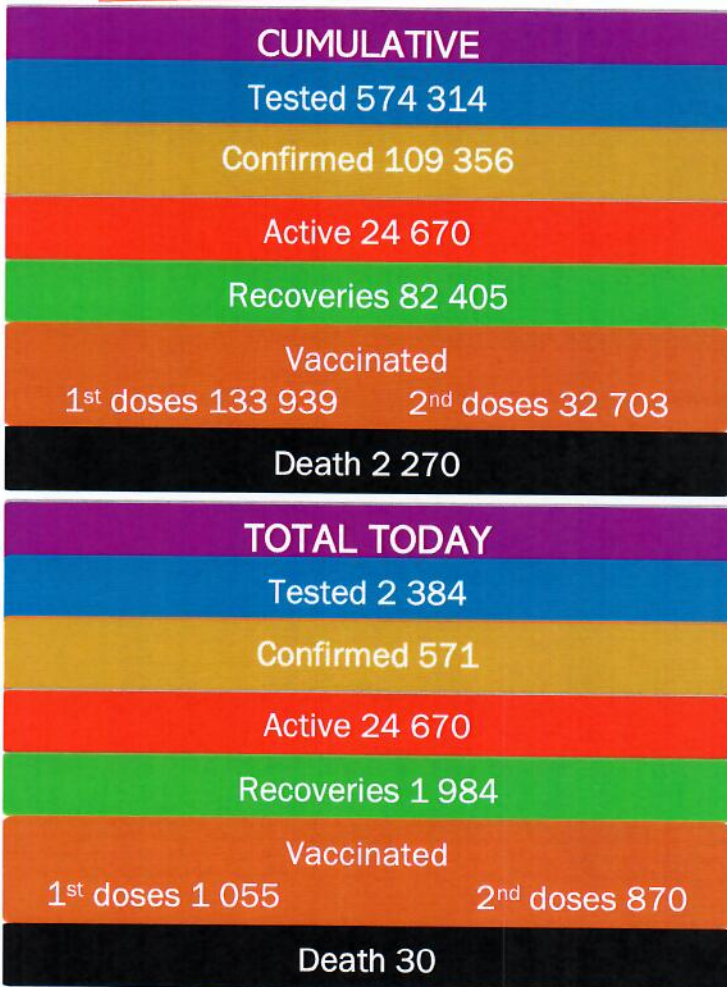 CUMULATIVE
Tested 574 314
Confirmed 109 356
Active 24 670
Recoveries 82 405
Vaccinated
1st doses 133 939 2nd doses 32 703
Death 2 270
TOTAL TODAY
Tested 2 384
Confirmed 571
Active 24 670
Recoveries 1 984
Vaccinated
1st doses 1 055 2nd doses 870
Death 30